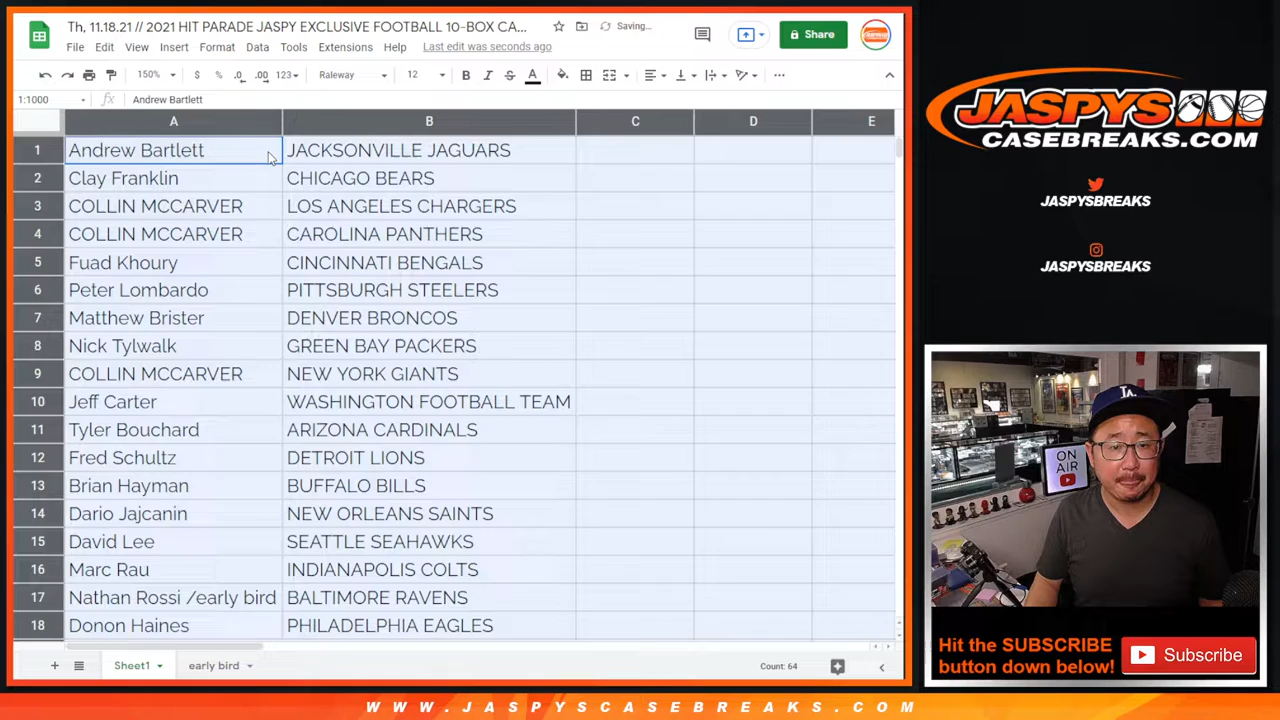 Th, 11.18.21 // 2021 HIT PARADE JASPY EXCLUSIVE FOOTBALL 10-BOX CA...
Saving...
Share
File Edit View Insert Format Data Tools Extensions Help Last edit was seconds ago
150% $ % .0 .00 123 Raleway 12 B I S A
1:1000 fx Andrew Bartlett
A B C D E
1 Andrew Bartlett JACKSONVILLE JAGUARS
2 Clay Franklin CHICAGO BEARS
3 COLLIN MCCARVER LOS ANGELES CHARGERS
4 COLLIN MCCARVER CAROLINA PANTHERS
5 Fuad Khoury CINCINNATI BENGALS
6 Peter Lombardo PITTSBURGH STEELERS
7 Matthew Brister DENVER BRONCOS
8 Nick Tylwalk GREEN BAY PACKERS
9 COLLIN MCCARVER NEW YORK GIANTS
10 Jeff Carter WASHINGTON FOOTBALL TEAM
11 Tyler Bouchard ARIZONA CARDINALS
12 Fred Schultz DETROIT LIONS
13 Brian Hayman BUFFALO BILLS
14 Dario Jajcanin NEW ORLEANS SAINTS
15 David Lee SEATTLE SEAHAWKS
16 Marc Rau INDIANAPOLIS COLTS
17 Nathan Rossi /early bird BALTIMORE RAVENS
18 Donon Haines PHILADELPHIA EAGLES
Sheet1 early bird Count: 64
JASPYS
CASEBREAKS.COM
JASPYSBREAKS
JASPYSBREAKS
LA
ON
AIR
Hit the SUBSCRIBE
button down below!
Subscribe
WWW.JASPYSCASEBREAKS.COM